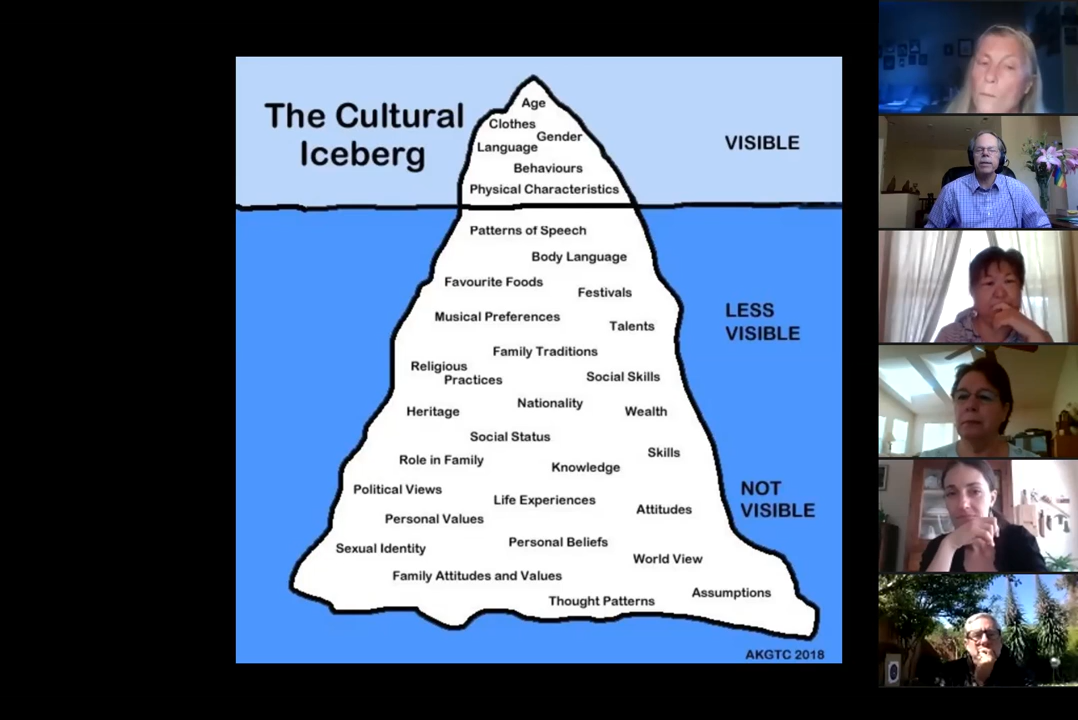 The Cultural
Iceberg
Age
Clothes
Gender
Language
Behaviours
Physical Characteristics
VISIBLE
Patterns of Speech
Body Language
Favourite Foods
Festivals
Musical Preferences
Talents
LESS
VISIBLE
Family Traditions
Religious
Practices
Social Skills
Nationality
Heritage
Wealth
Social Status
Skills
Role in Family
Knowledge
Political Views
Life Experiences
Attitudes
NOT
VISIBLE
Personal Values
Personal Beliefs
Sexual Identity
World View
Family Attitudes and Values
Assumptions
Thought Patterns
AKGTC 2018